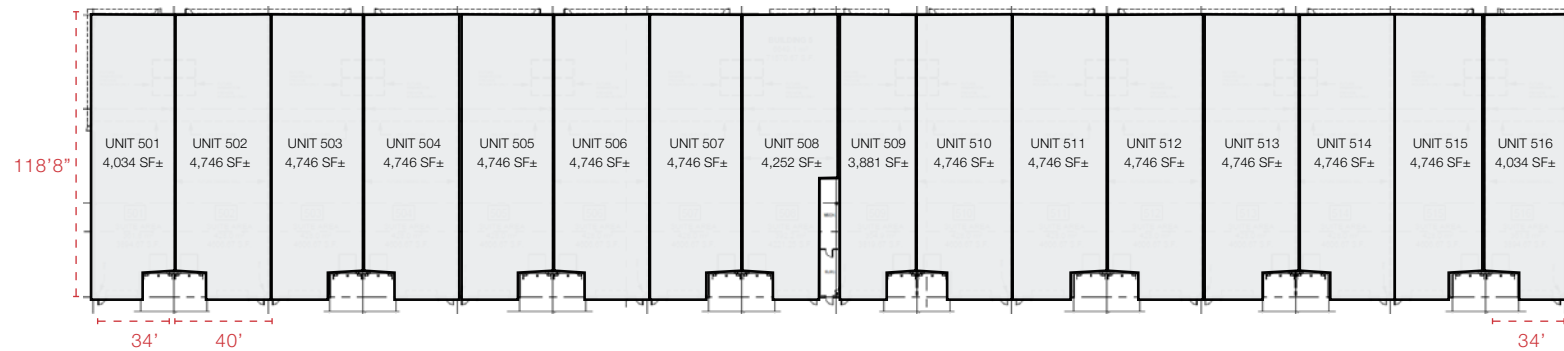 UNIT 501
4,034 SF±
UNIT 502
4,746 SF±
UNIT 503
4,746 SF±
UNIT 504
4,746 SF±
UNIT 505
4,746 SF±
UNIT 506
4,746 SF±
UNIT 507
4,746 SF±
UNIT 508
4,252 SF±
UNIT 509
3,881 SF±
UNIT 510
4,746 SF±
UNIT 511
4,746 SF±
UNIT 512
4,746 SF±
UNIT 513
4,746 SF±
UNIT 514
4,746 SF±
UNIT 515
4,746 SF±
UNIT 516
4,034 SF±
118’8”
34’
40’
34’